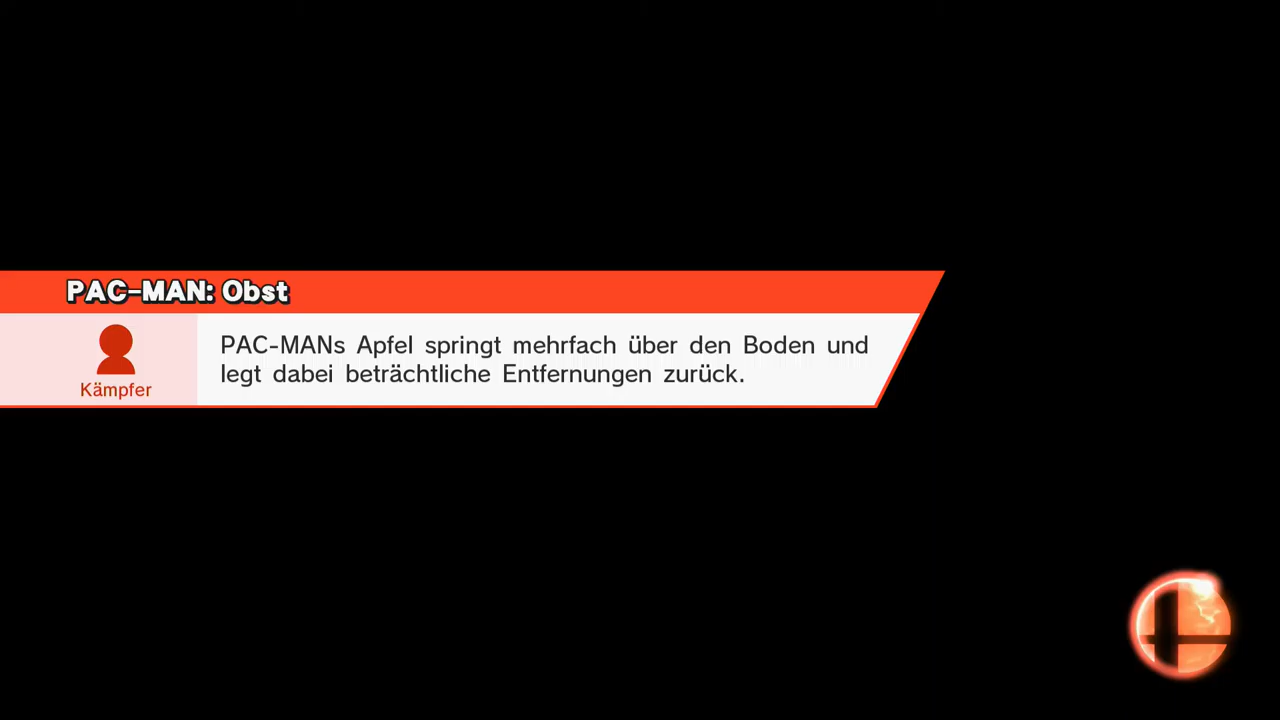 PAC-MAN: Obst
Kämpfer
PAC-MANs Apfel springt mehrfach über den Boden und
legt dabei beträchtliche Entfernungen zurück.